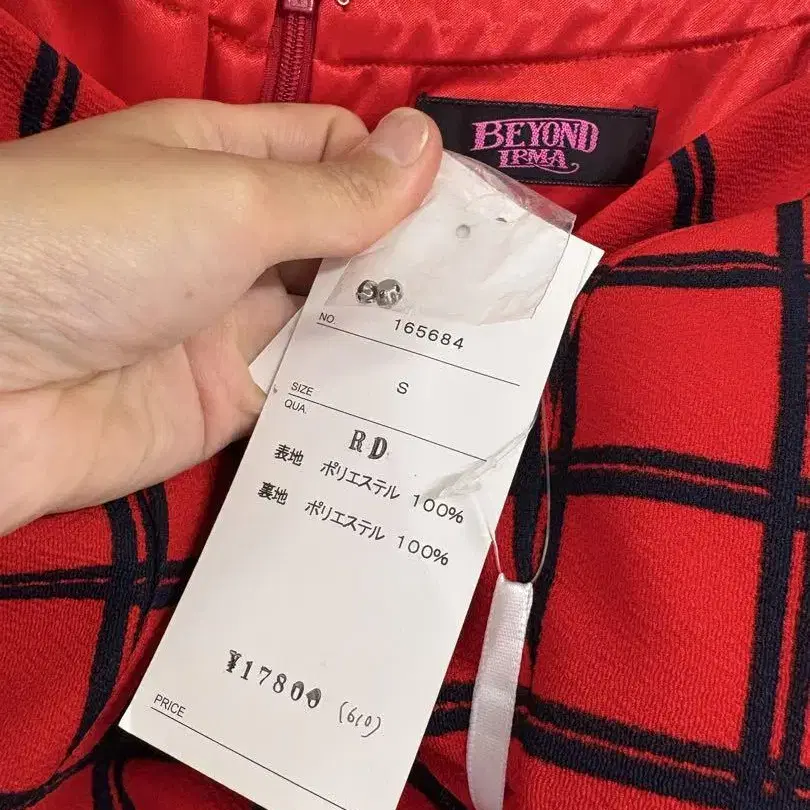 BEYOND
IRMA
NO. 165684
SIZE S
QUA.
RD
表地 ポリエステル 100%
裏地 ポリエステル 100%
¥17800 (610)
PRICE